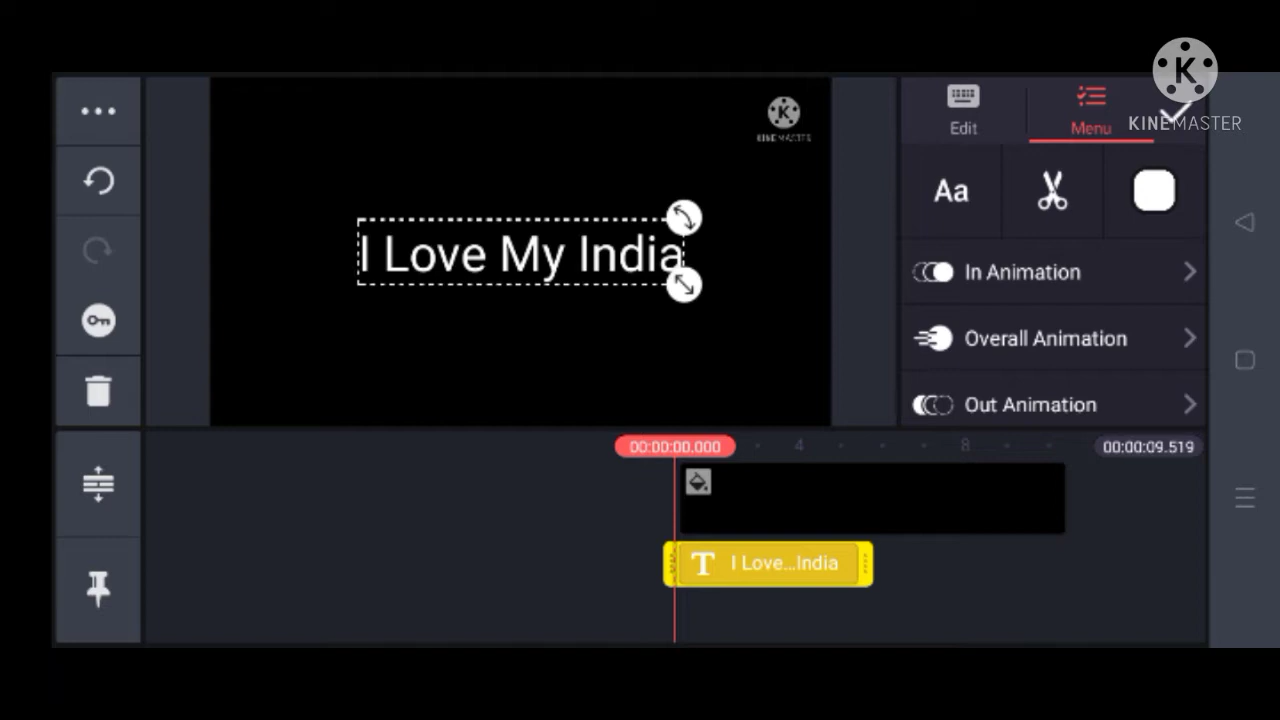 KINEMASTER
Edit
Menu
KINEMASTER
Aa
I Love My India
In Animation
Overall Animation
Out Animation
00:00:00.000
4
8
00:00:09.519
T I Love...India